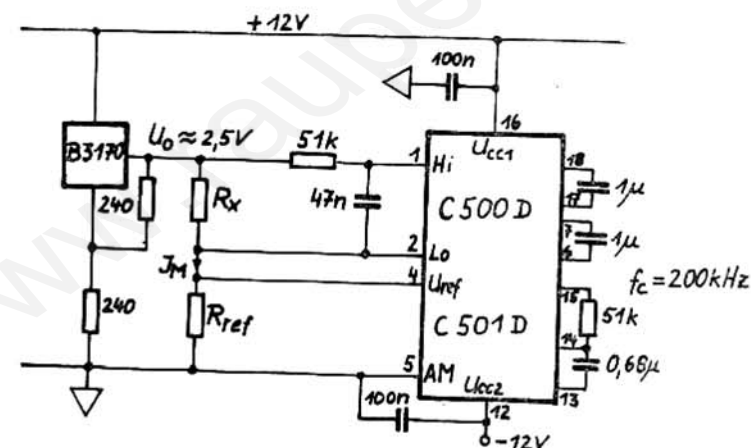 +12V
100n
16
Ucc1
B3170
U₀ ≈ 2,5V
51k
1
Hi
18
17
1µ
240
Rx
47n
C500D
7
1µ
2
Lo
JM
4
Uref
fc = 200kHz
15
51k
240
Rref
C501D
14
0,68µ
5
AM
13
100n
Ucc2
12
-12V